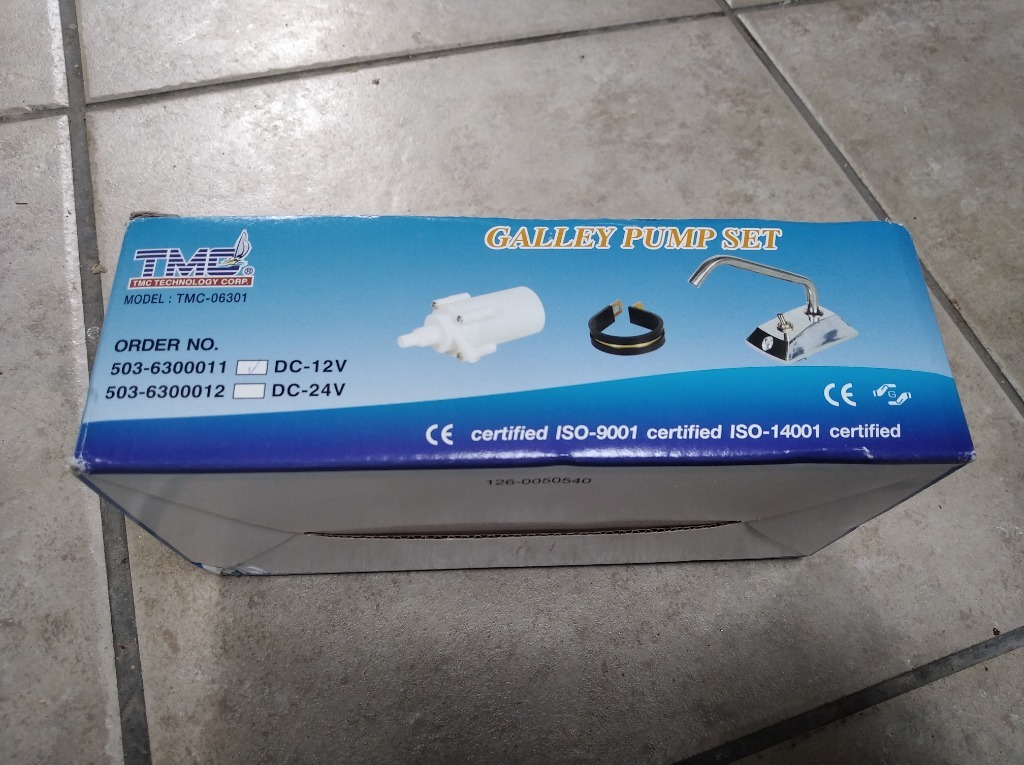 TMC®
TMC TECHNOLOGY CORP.
MODEL : TMC-06301
GALLEY PUMP SET
ORDER NO.
503-6300011 ☑ DC-12V
503-6300012 ☐ DC-24V
CE G
CE certified ISO-9001 certified ISO-14001 certified
126-0050540